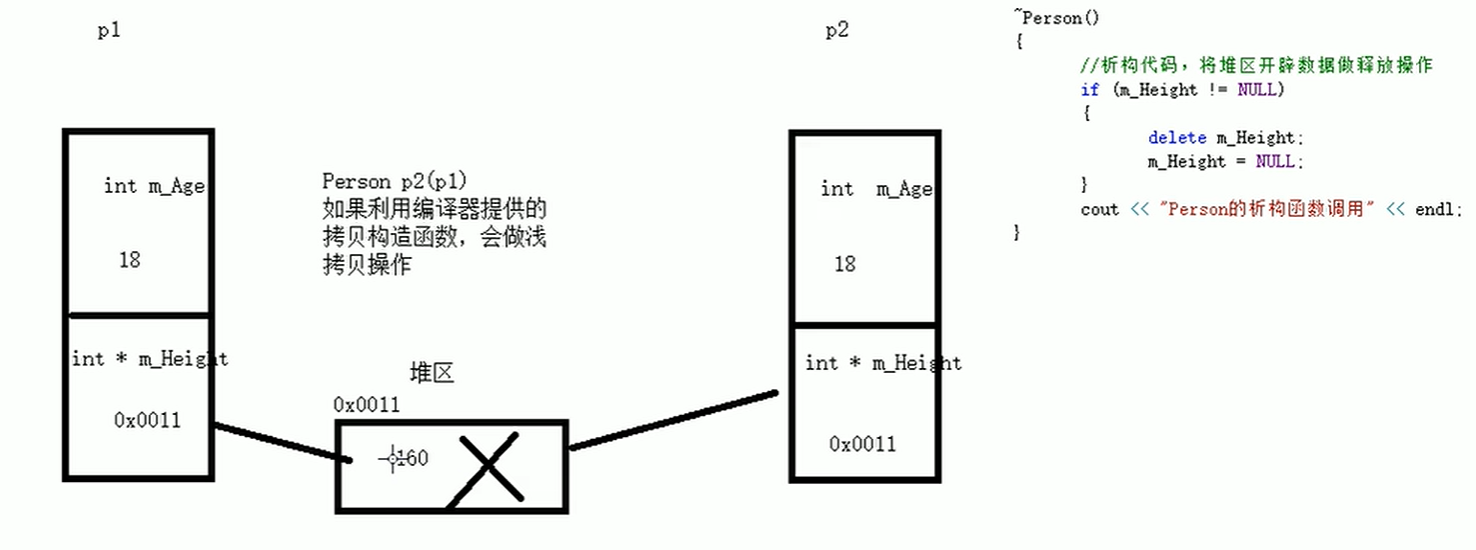 p1
int m_Age
18
int * m_Height
0x0011
Person p2(p1)
如果利用编译器提供的
拷贝构造函数，会做浅
拷贝操作
堆区
0x0011
160
p2
int m_Age
18
int * m_Height
0x0011
~Person()
{
//析构代码，将堆区开辟数据做释放操作
if (m_Height != NULL)
{
delete m_Height;
m_Height = NULL;
}
cout << "Person的析构函数调用" << endl;
}